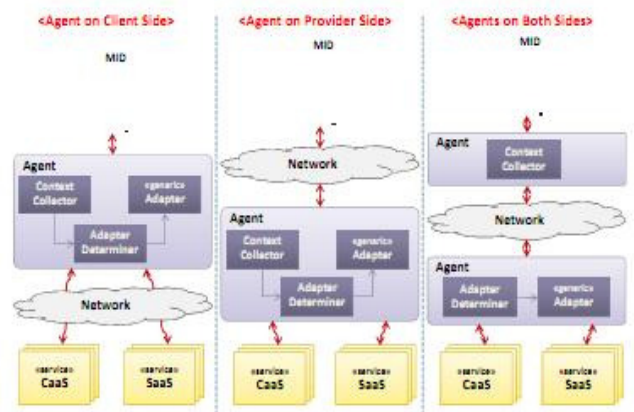 <Agent on Client Side>
MID
Agent
Context
Collector
«generic»
Adapter
Adapter
Determiner
Network
«service»
CaaS
«service»
SaaS
<Agent on Provider Side>
MID
Network
Agent
Context
Collector
«generic»
Adapter
Adapter
Determiner
«service»
CaaS
«service»
SaaS
<Agents on Both Sides>
MID
Agent
Context
Collector
Network
Agent
Adapter
Determiner
«generic»
Adapter
«service»
CaaS
«service»
SaaS